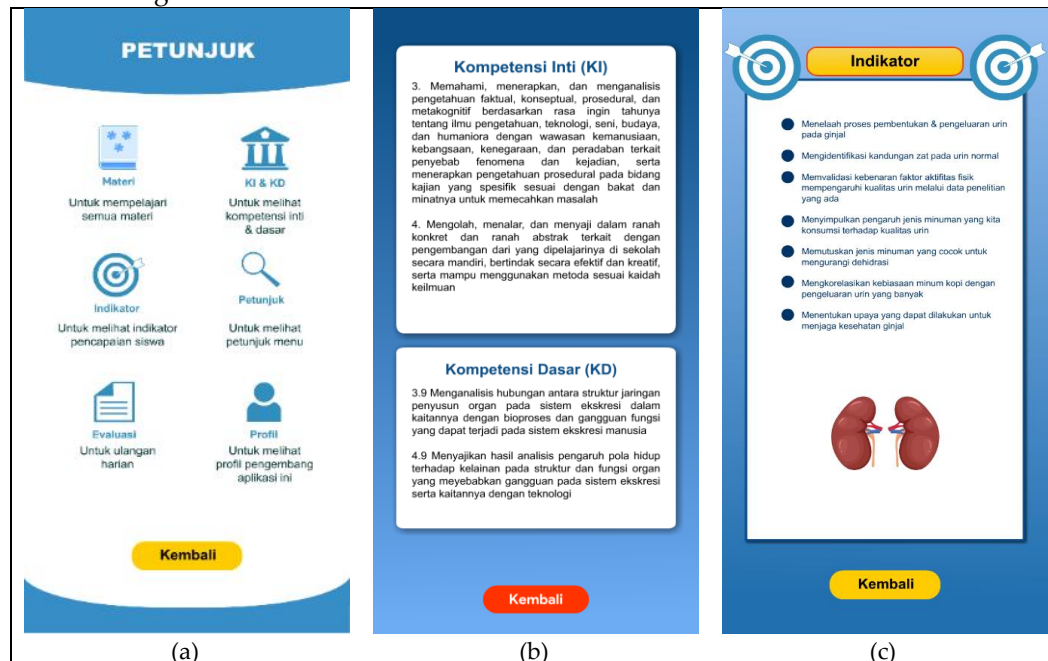 PETUNJUK
Materi
Untuk mempelajari
semua materi
KI & KD
Untuk melihat
kompetensi inti
& dasar
Indikator
Untuk melihat indikator
pencapaian siswa
Petunjuk
Untuk melihat
petunjuk menu
Evaluasi
Untuk ulangan
harian
Profil
Untuk melihat
profil pengembang
aplikasi ini
Kembali
(a)
Kompetensi Inti (KI)
3. Memahami, menerapkan, dan menganalisis
pengetahuan faktual, konseptual, prosedural, dan
metakognitif berdasarkan rasa ingin tahunya
tentang ilmu pengetahuan, teknologi, seni, budaya,
dan humaniora dengan wawasan kemanusiaan,
kebangsaan, kenegaraan, dan peradaban terkait
penyebab fenomena dan kejadian, serta
menerapkan pengetahuan prosedural pada bidang
kajian yang spesifik sesuai dengan bakat dan
minatnya untuk memecahkan masalah
4. Mengolah, menalar, dan menyaji dalam ranah
konkret dan ranah abstrak terkait dengan
pengembangan dari yang dipelajarinya di sekolah
secara mandiri, bertindak secara efektif dan kreatif,
serta mampu menggunakan metoda sesuai kaidah
keilmuan
Kompetensi Dasar (KD)
3.9 Menganalisis hubungan antara struktur jaringan
penyusun organ pada sistem ekskresi dalam
kaitannya dengan bioproses dan gangguan fungsi
yang dapat terjadi pada sistem ekskresi manusia
4.9 Menyajikan hasil analisis pengaruh pola hidup
terhadap kelainan pada struktur dan fungsi organ
yang meyebabkan gangguan pada sistem ekskresi
serta kaitannya dengan teknologi
Kembali
(b)
Indikator
Menelaah proses pembentukan & pengeluaran urin
pada ginjal
Mengidentifikasi kandungan zat pada urin normal
Memvalidasi kebenaran faktor aktifitas fisik
mempengaruhi kualitas urin melalui data penelitian
yang ada
Menyimpulkan pengaruh jenis minuman yang kita
konsumsi terhadap kualitas urin
Memutuskan jenis minuman yang cocok untuk
mengurangi dehidrasi
Mengkorelasikan kebiasaan minum kopi dengan
pengeluaran urin yang banyak
Menentukan upaya yang dapat dilakukan untuk
menjaga kesehatan ginjal
Kembali
(c)